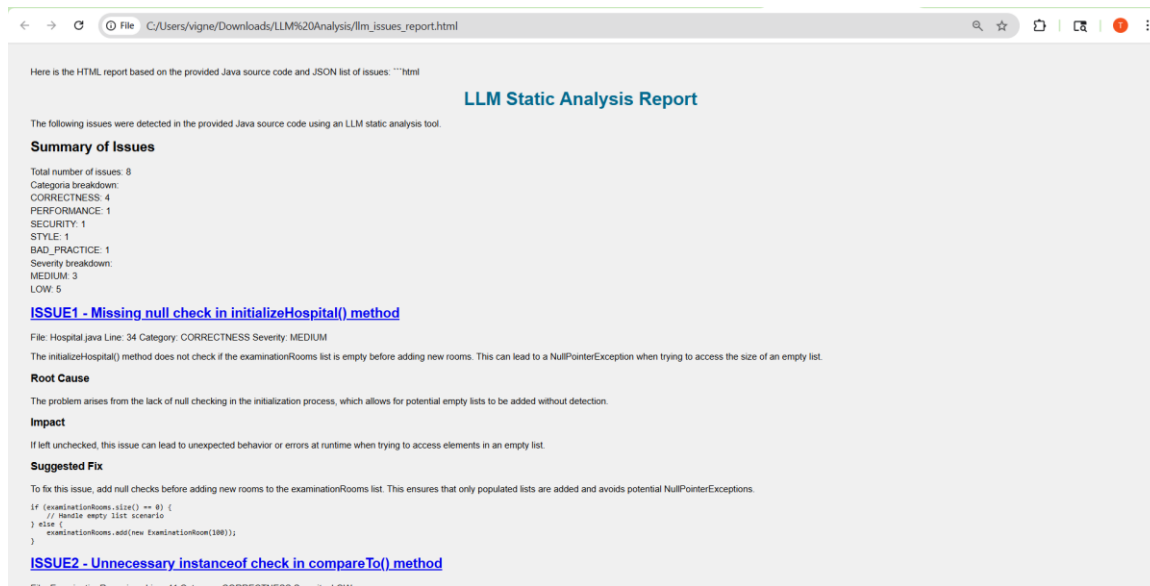 File C:/Users/vigne/Downloads/LLM%20Analysis/llm_issues_report.html
Here is the HTML report based on the provided Java source code and JSON list of issues: ```html
LLM Static Analysis Report
The following issues were detected in the provided Java source code using an LLM static analysis tool.
Summary of Issues
Total number of issues: 8
Categoria breakdown:
CORRECTNESS: 4
PERFORMANCE: 1
SECURITY: 1
STYLE: 1
BAD_PRACTICE: 1
Severity breakdown:
MEDIUM: 3
LOW: 5
ISSUE1 - Missing null check in initializeHospital() method
File: Hospital.java Line: 34 Category: CORRECTNESS Severity: MEDIUM
The initializeHospital() method does not check if the examinationRooms list is empty before adding new rooms. This can lead to a NullPointerException when trying to access the size of an empty list.
Root Cause
The problem arises from the lack of null checking in the initialization process, which allows for potential empty lists to be added without detection.
Impact
If left unchecked, this issue can lead to unexpected behavior or errors at runtime when trying to access elements in an empty list.
Suggested Fix
To fix this issue, add null checks before adding new rooms to the examinationRooms list. This ensures that only populated lists are added and avoids potential NullPointerExceptions.
if (examinationRooms.size() == 0) {
// Handle empty list scenario
} else {
examinationRooms.add(new ExaminationRoom(100));
}
ISSUE2 - Unnecessary instanceof check in compareTo() method